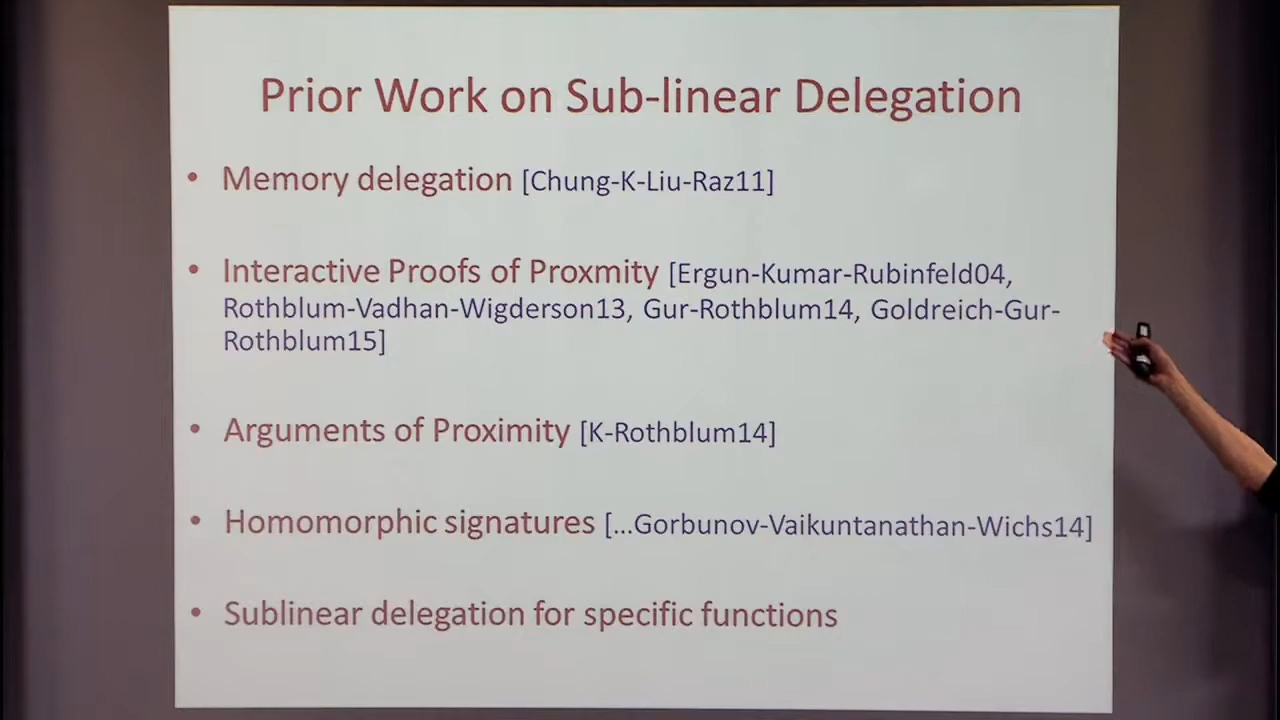 Prior Work on Sub-linear Delegation
• Memory delegation [Chung-K-Liu-Raz11]
• Interactive Proofs of Proxmity [Ergun-Kumar-Rubinfeld04,
Rothblum-Vadhan-Wigderson13, Gur-Rothblum14, Goldreich-Gur-
Rothblum15]
• Arguments of Proximity [K-Rothblum14]
• Homomorphic signatures [...Gorbunov-Vaikuntanathan-Wichs14]
• Sublinear delegation for specific functions